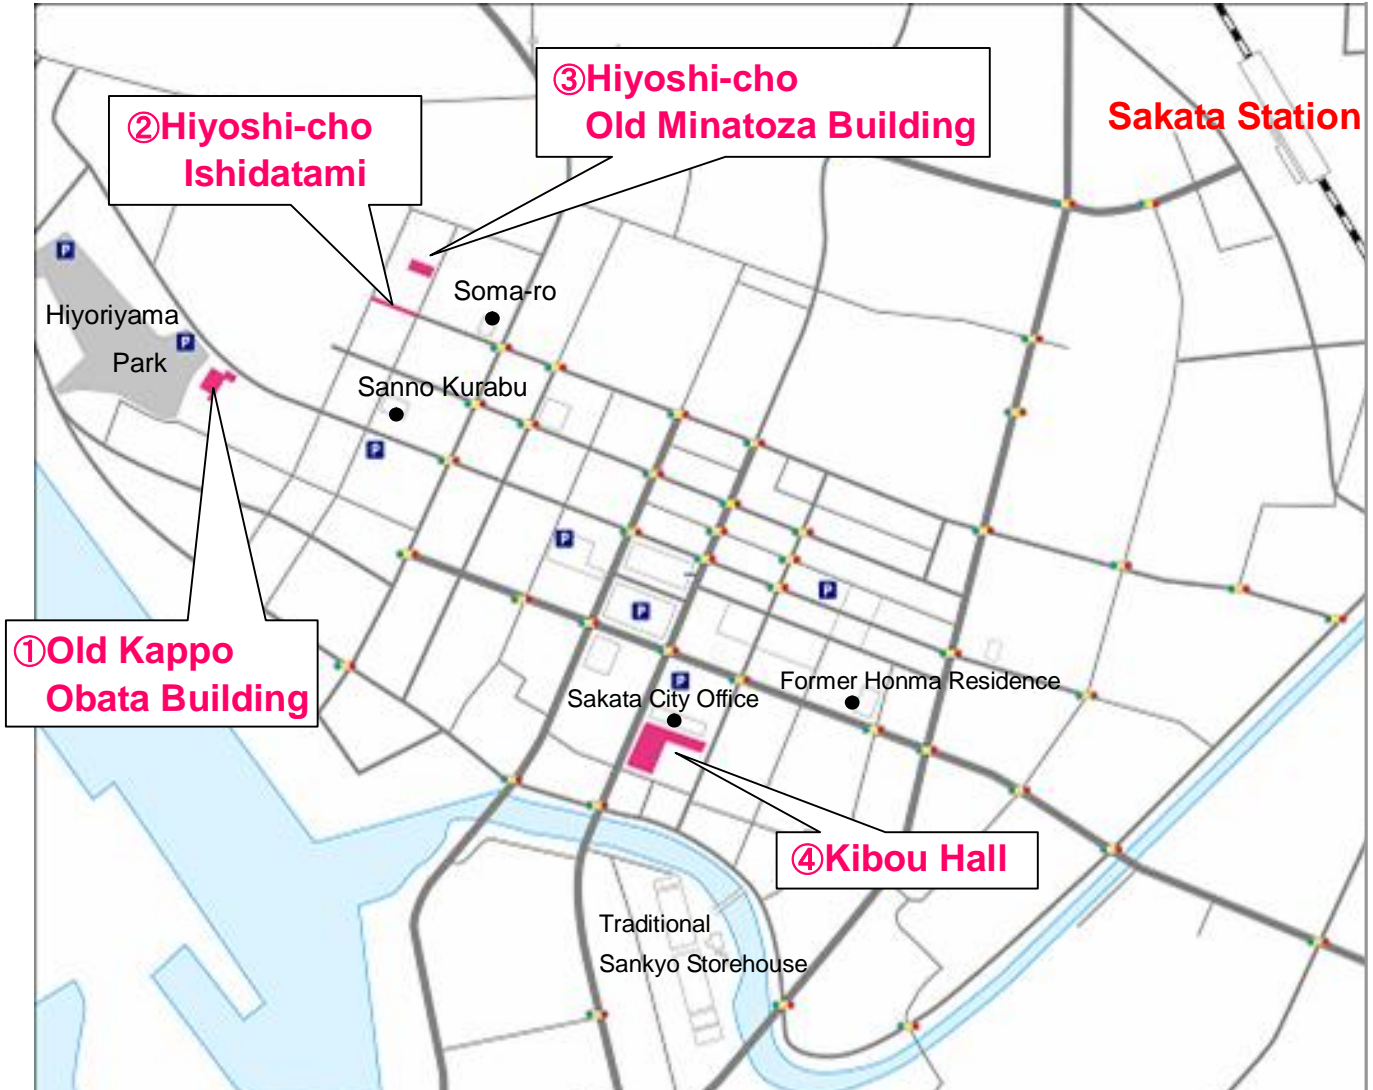 ③Hiyoshi-cho
Old Minatoza Building
Sakata Station
②Hiyoshi-cho
Ishidatami
P
Soma-ro
Hiyoriyama
Park
P
Sanno Kurabu
P
P
P
P
①Old Kappo
Obata Building
P
Former Honma Residence
Sakata City Office
④Kibou Hall
Traditional
Sankyo Storehouse